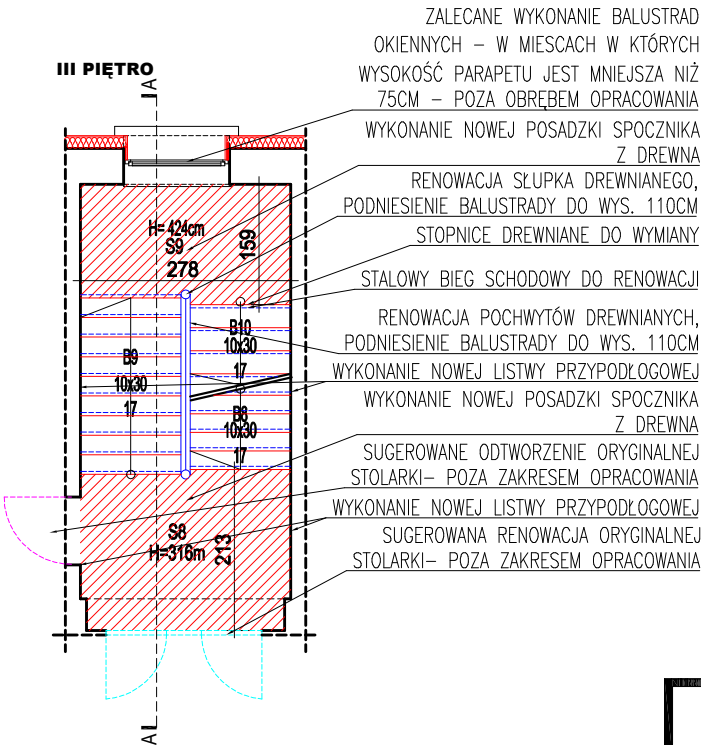 ZALECANE WYKONANIE BALUSTRAD
OKIENNYCH – W MIESCACH W KTÓRYCH
WYSOKOŚĆ PARAPETU JEST MNIEJSZA NIŻ
75CM – POZA OBRĘBEM OPRACOWANIA
WYKONANIE NOWEJ POSADZKI SPOCZNIKA
Z DREWNA
RENOWACJA SŁUPKA DREWNIANEGO,
PODNIESIENIE BALUSTRADY DO WYS. 110CM
STOPNICE DREWNIANE DO WYMIANY
STALOWY BIEG SCHODOWY DO RENOWACJI
RENOWACJA POCHWYTÓW DREWNIANYCH,
PODNIESIENIE BALUSTRADY DO WYS. 110CM
WYKONANIE NOWEJ LISTWY PRZYPODŁOGOWEJ
WYKONANIE NOWEJ POSADZKI SPOCZNIKA
Z DREWNA
SUGEROWANE ODTWORZENIE ORYGINALNEJ
STOLARKI– POZA ZAKRESEM OPRACOWANIA
WYKONANIE NOWEJ LISTWY PRZYPODŁOGOWEJ
SUGEROWANA RENOWACJA ORYGINALNEJ
STOLARKI– POZA ZAKRESEM OPRACOWANIA
III PIĘTRO
A
H= 424cm
S9
159
278
B10
10x30
17
B9
10x30
17
B8
10x30
17
S8
H=316m
213
A